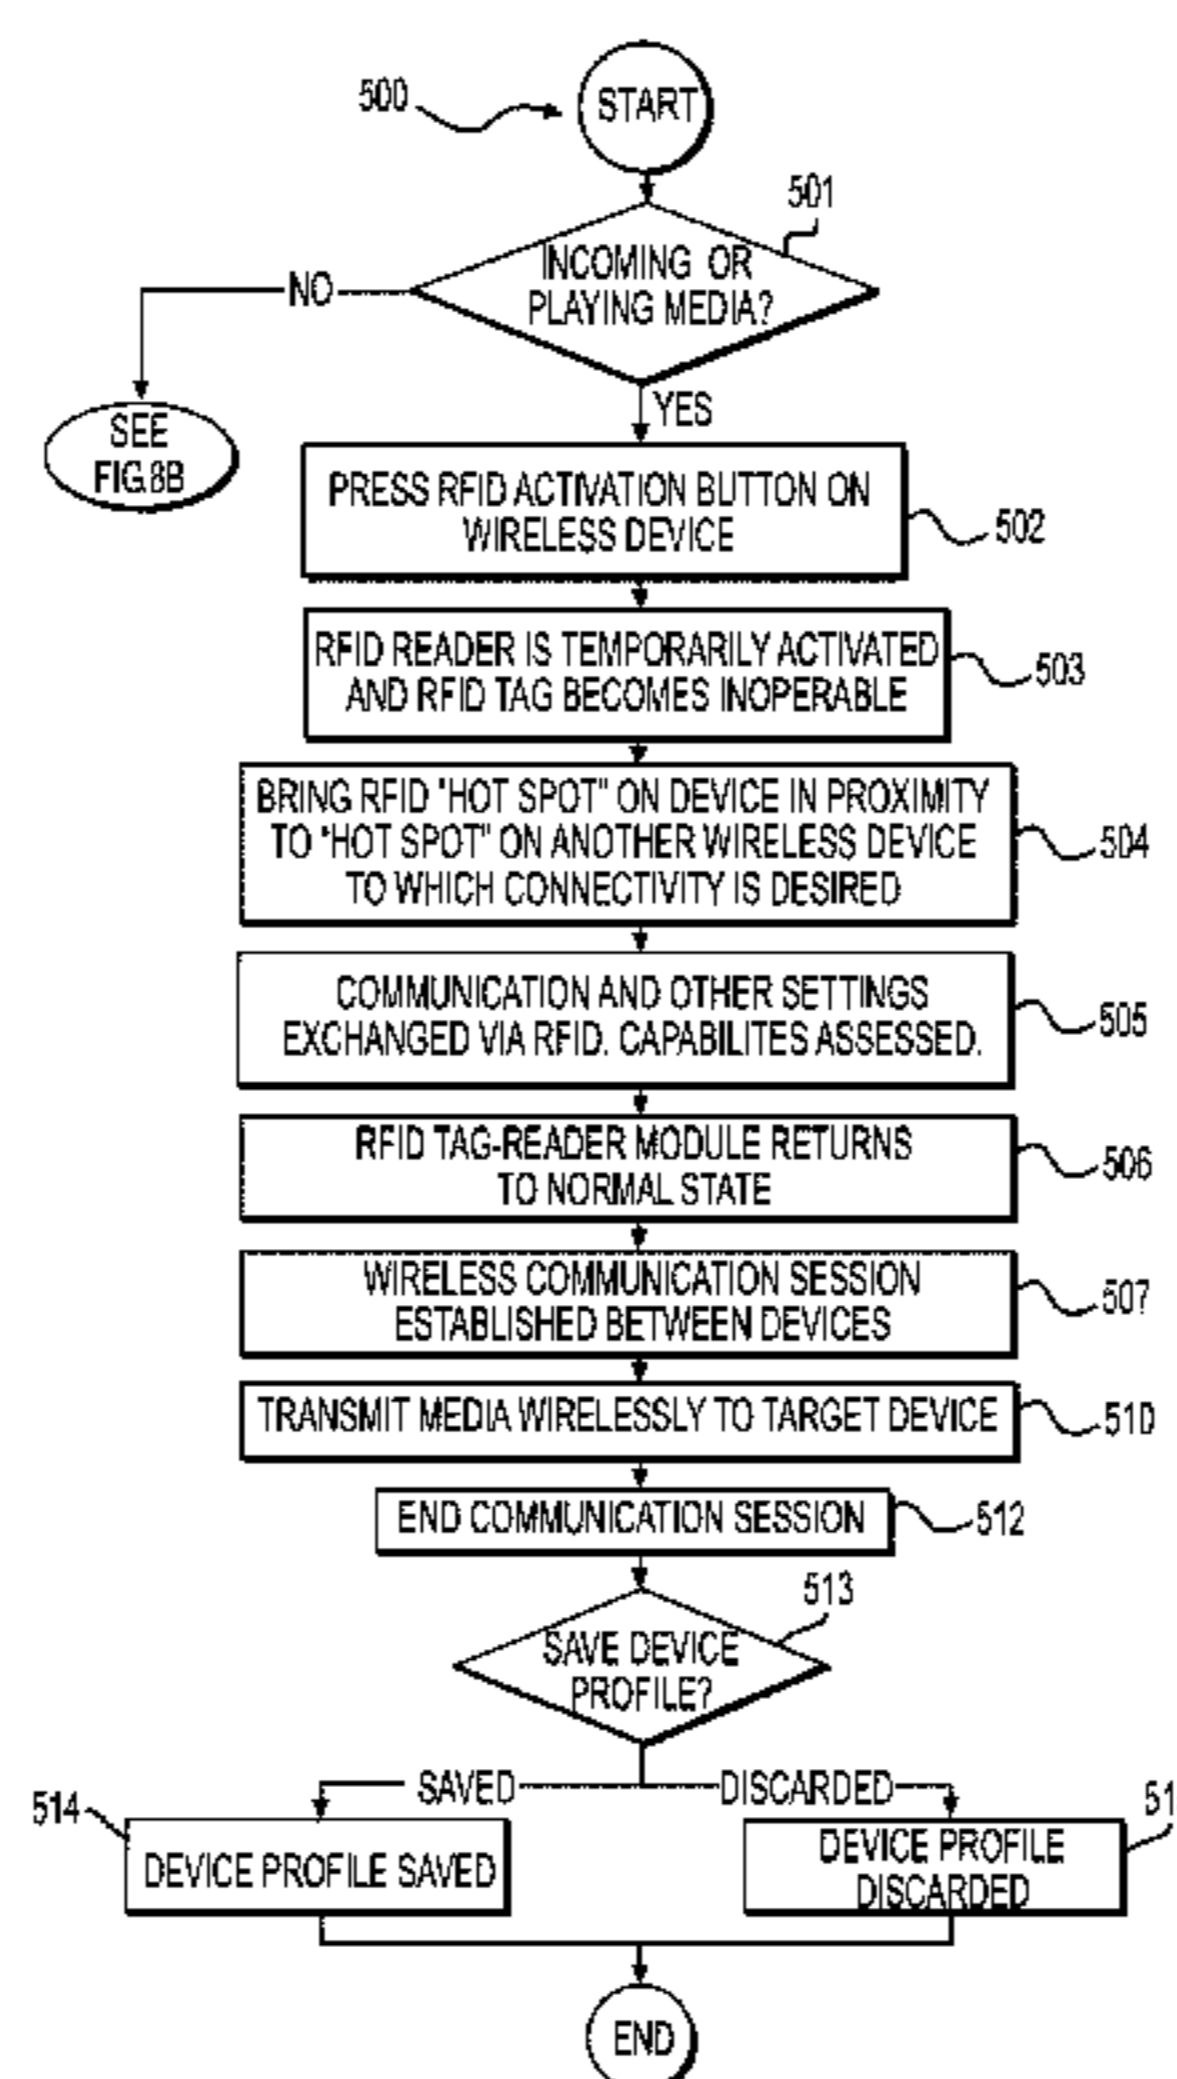 500
START
501
INCOMING OR
PLAYING MEDIA?
NO
YES
SEE
FIG.8B
PRESS RFID ACTIVATION BUTTON ON
WIRELESS DEVICE
502
RFID READER IS TEMPORARILY ACTIVATED
AND RFID TAG BECOMES INOPERABLE
503
BRING RFID "HOT SPOT" ON DEVICE IN PROXIMITY
TO "HOT SPOT" ON ANOTHER WIRELESS DEVICE
TO WHICH CONNECTIVITY IS DESIRED
504
COMMUNICATION AND OTHER SETTINGS
EXCHANGED VIA RFID. CAPABILITES ASSESSED.
505
RFID TAG-READER MODULE RETURNS
TO NORMAL STATE
506
WIRELESS COMMUNICATION SESSION
ESTABLISHED BETWEEN DEVICES
507
TRANSMIT MEDIA WIRELESSLY TO TARGET DEVICE
510
END COMMUNICATION SESSION
512
513
SAVE DEVICE
PROFILE?
SAVED
DISCARDED
514
DEVICE PROFILE SAVED
51
DEVICE PROFILE
DISCARDED
END